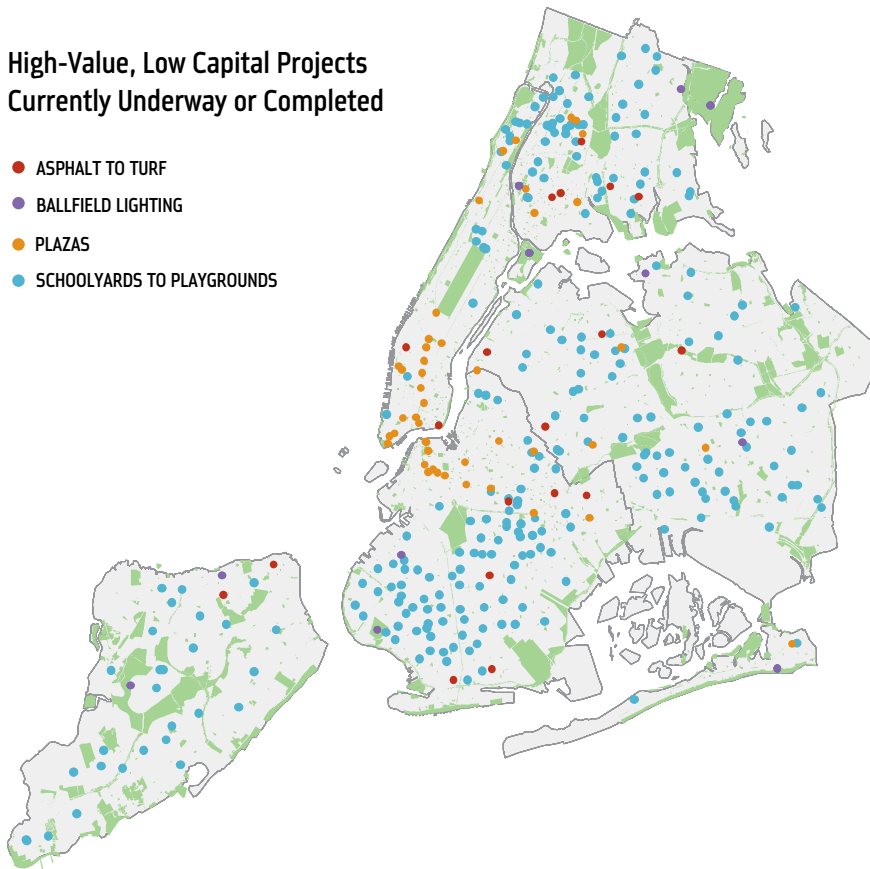 High-Value, Low Capital Projects
Currently Underway or Completed
ASPHALT TO TURF
BALLFIELD LIGHTING
PLAZAS
SCHOOLYARDS TO PLAYGROUNDS